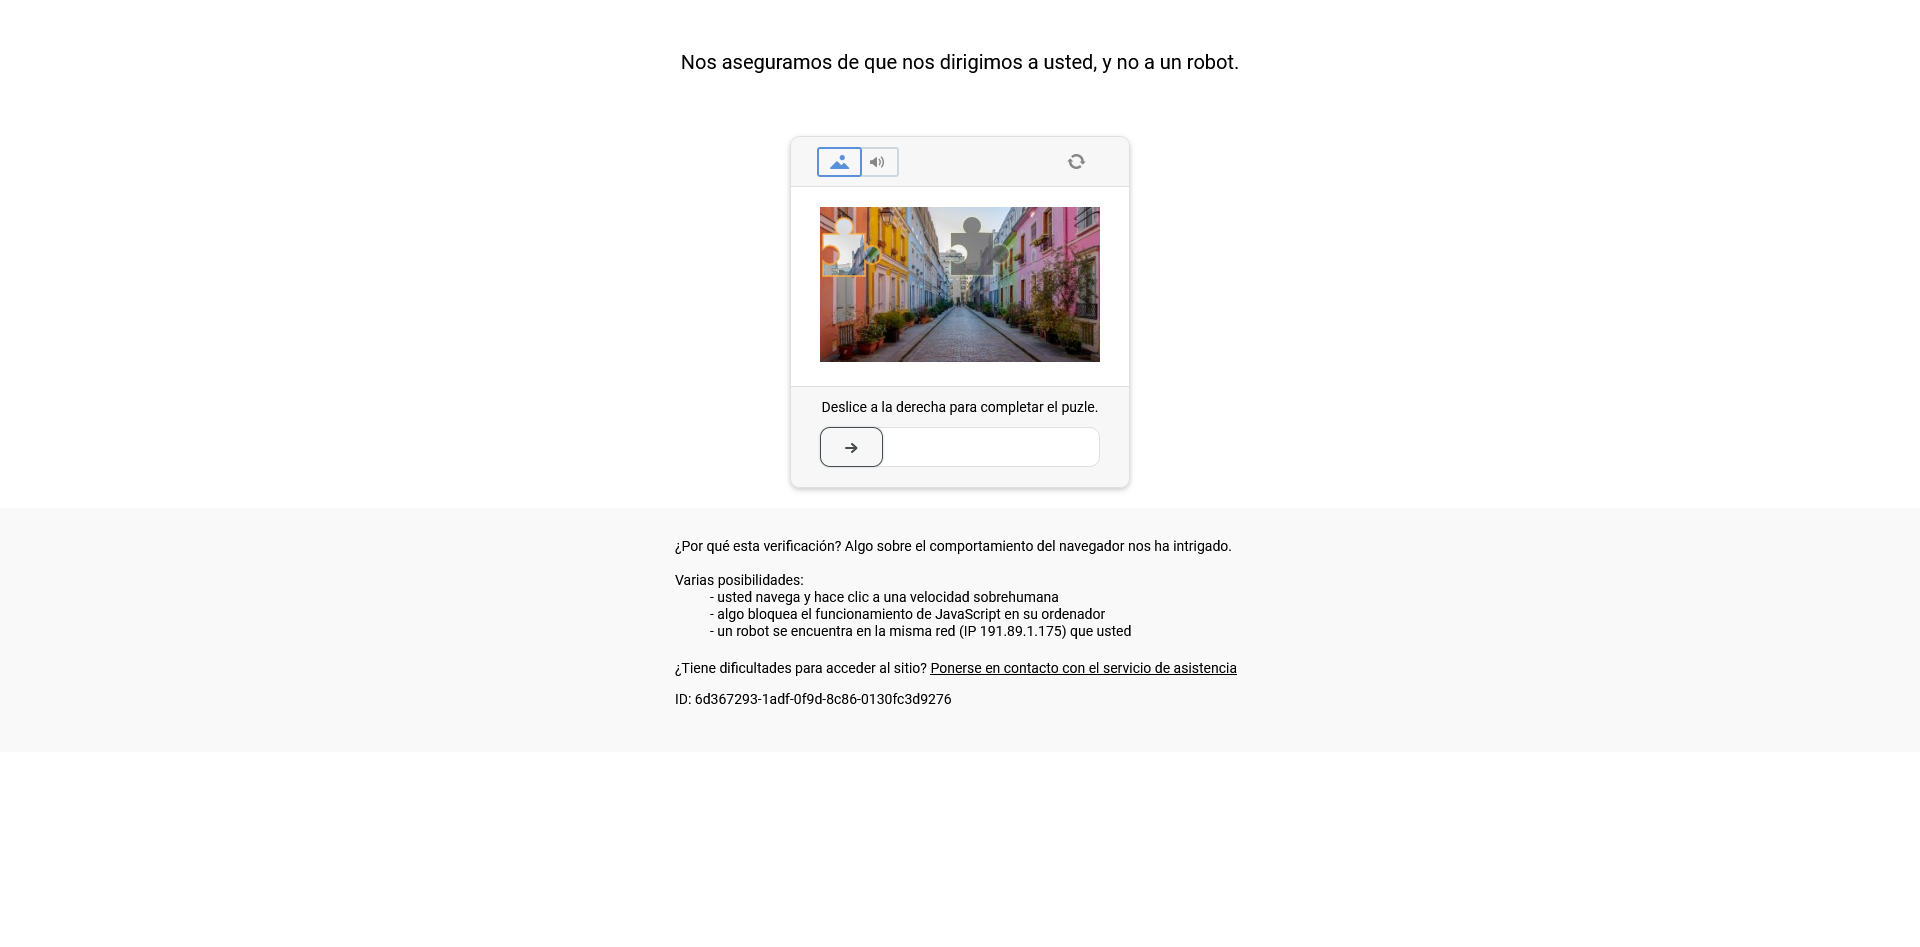 Nos aseguramos de que nos dirigimos a usted, y no a un robot.
Deslice a la derecha para completar el puzle.
¿Por qué esta verificación? Algo sobre el comportamiento del navegador nos ha intrigado.
Varias posibilidades:
- usted navega y hace clic a una velocidad sobrehumana
- algo bloquea el funcionamiento de JavaScript en su ordenador
- un robot se encuentra en la misma red (IP 191.89.1.175) que usted
¿Tiene dificultades para acceder al sitio? Ponerse en contacto con el servicio de asistencia
ID: 6d367293-1adf-0f9d-8c86-0130fc3d9276